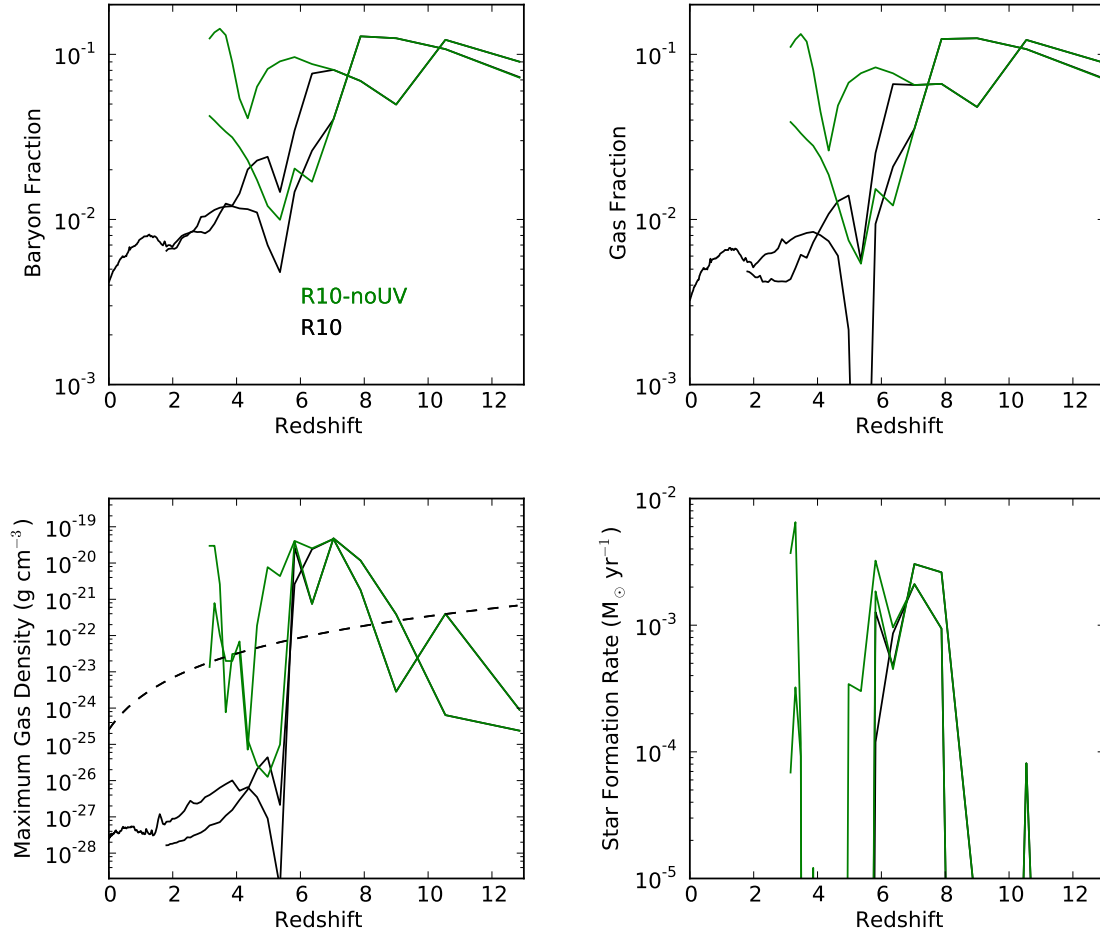 10⁻¹
10⁻²
10⁻³
Baryon Fraction
R10-noUV
R10
0 2 4 6 8 10 12
Redshift
10⁻¹
10⁻²
10⁻³
Gas Fraction
0 2 4 6 8 10 12
Redshift
10⁻¹⁹
10⁻²⁰
10⁻²¹
10⁻²²
10⁻²³
10⁻²⁴
10⁻²⁵
10⁻²⁶
10⁻²⁷
10⁻²⁸
Maximum Gas Density (g cm⁻³)
0 2 4 6 8 10 12
Redshift
10⁻²
10⁻³
10⁻⁴
10⁻⁵
Star Formation Rate (M⊙ yr⁻¹)
0 2 4 6 8 10 12
Redshift